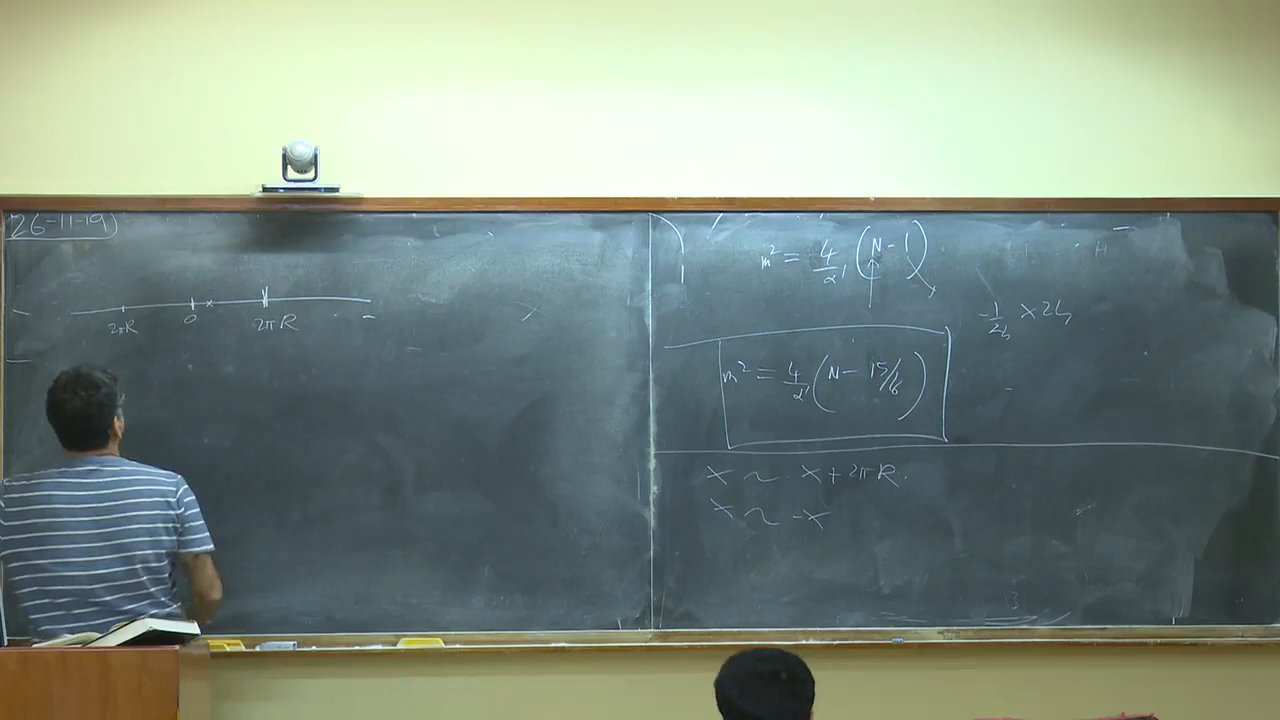 26-11-19)
2πR 0 2πR
m² = 4/α' (N - 1)
-1/24 × 24
m² = 4/α' (N - 15/16)
x ~ x + 2πR.
x ~ -x